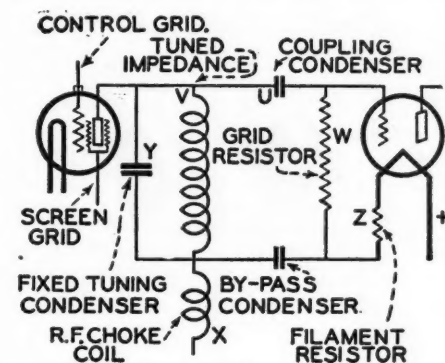 CONTROL GRID.
TUNED
IMPEDANCE
COUPLING
CONDENSER
V
U
W
Y
GRID
RESISTOR
Z
+
SCREEN
GRID
FIXED TUNING
CONDENSER
R.F. CHOKE
COIL
X
BY-PASS
CONDENSER.
FILAMENT
RESISTOR